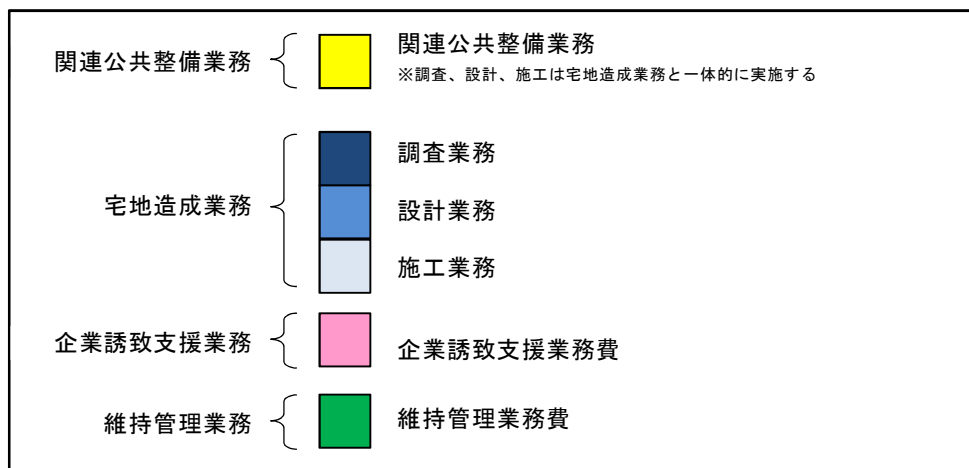 関連公共整備業務
関連公共整備業務
※調査、設計、施工は宅地造成業務と一体的に実施する
宅地造成業務
調査業務
設計業務
施工業務
企業誘致支援業務
企業誘致支援業務費
維持管理業務
維持管理業務費